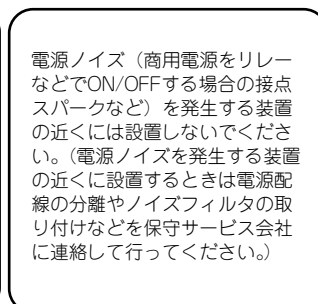 電源ノイズ（商用電源をリレー
などでON/OFFする場合の接点
スパークなど）を発生する装置
の近くには設置しないでくださ
い。（電源ノイズを発生する装置
の近くに設置するときは電源配
線の分離やノイズフィルタの取
り付けなどを保守サービス会社
に連絡して行ってください。）